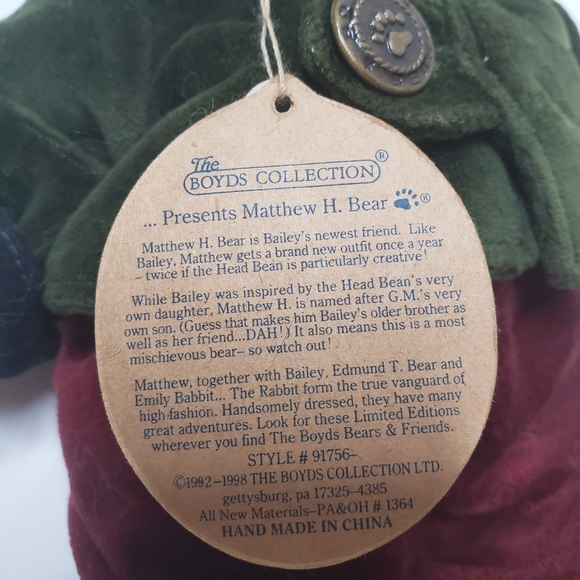 The
BOYDS COLLECTION®
... Presents Matthew H. Bear ®
Matthew H. Bear is Bailey's newest friend. Like
Bailey, Matthew gets a brand new outfit once a year
– twice if the Head Bean is particularly creative!
While Bailey was inspired by the Head Bean's very
own daughter, Matthew H. is named after G.M.'s very
own son. (Guess that makes him Bailey's older brother as
well as her friend...DAH!) It also means this is a most
mischievous bear– so watch out!
Matthew, together with Bailey, Edmund T. Bear and
Emily Babbit... The Rabbit form the true vanguard of
high fashion. Handsomely dressed, they have many
great adventures. Look for these Limited Editions
wherever you find The Boyds Bears & Friends.
STYLE # 91756–
©1992–1998 THE BOYDS COLLECTION LTD.
gettysburg, pa 17325–4385
All New Materials–PA&OH # 1364
HAND MADE IN CHINA